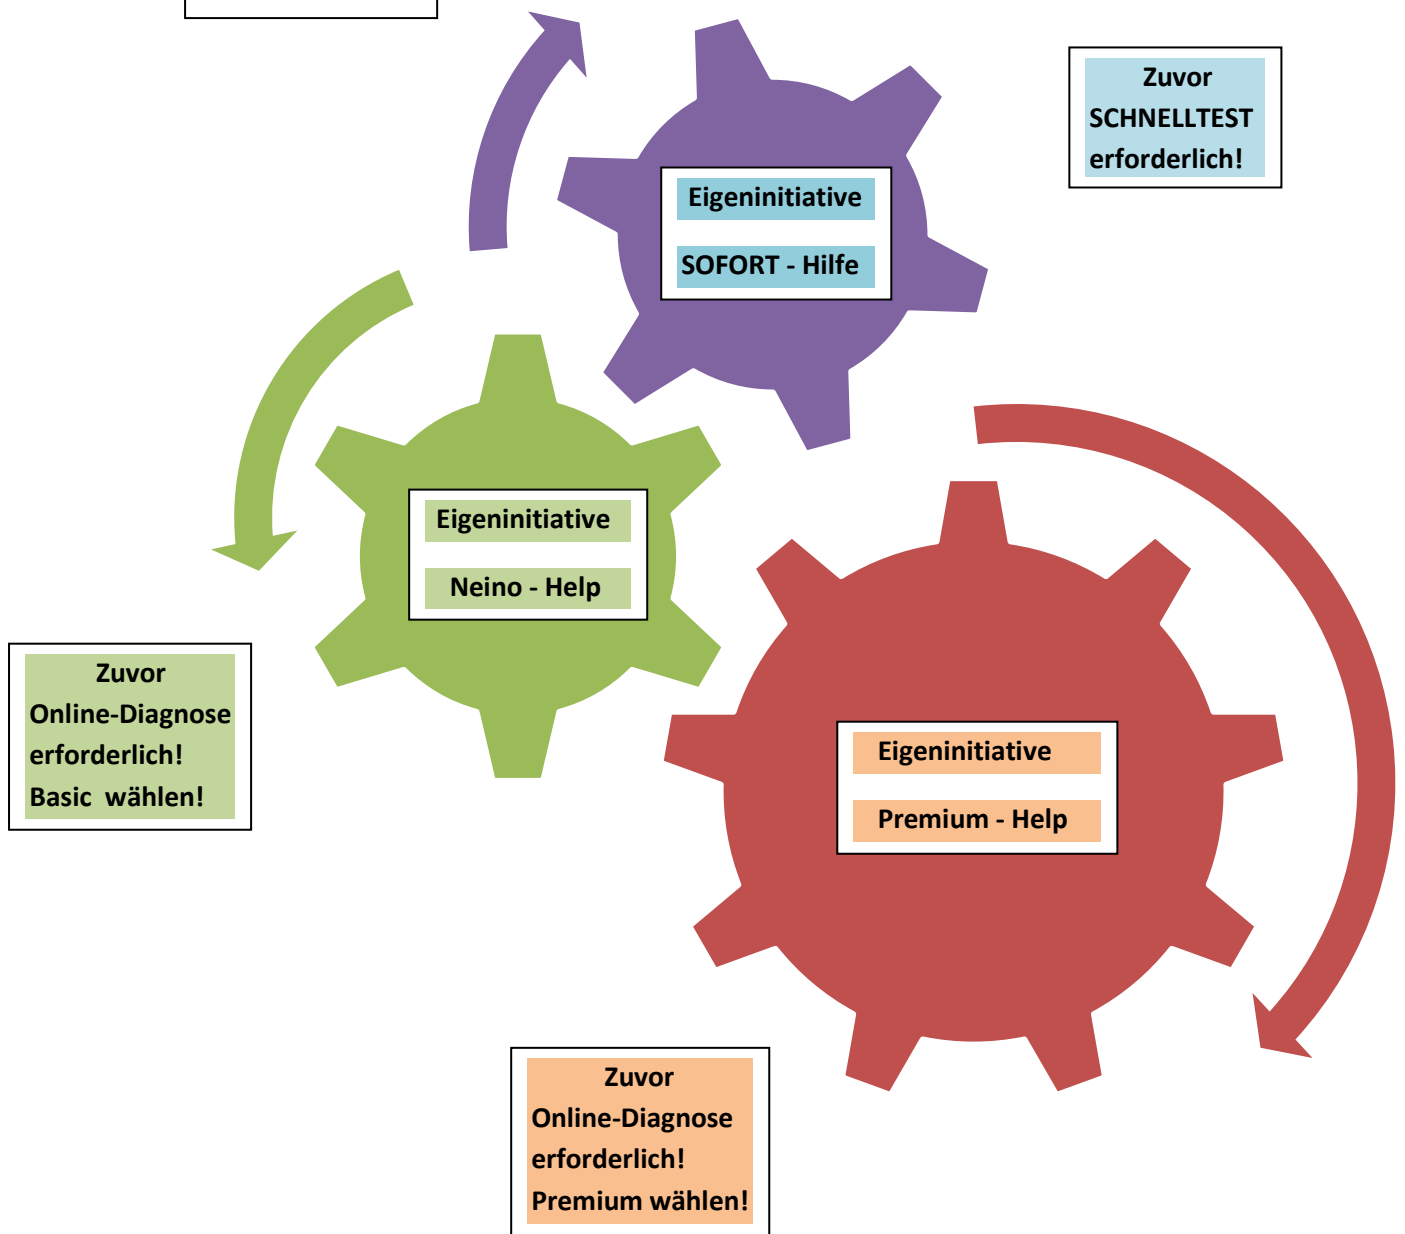 Zuvor
SCHNELLTEST
erforderlich!
Eigeninitiative
SOFORT - Hilfe
Eigeninitiative
Neino - Help
Zuvor
Online-Diagnose
erforderlich!
Basic wählen!
Eigeninitiative
Premium - Help
Zuvor
Online-Diagnose
erforderlich!
Premium wählen!